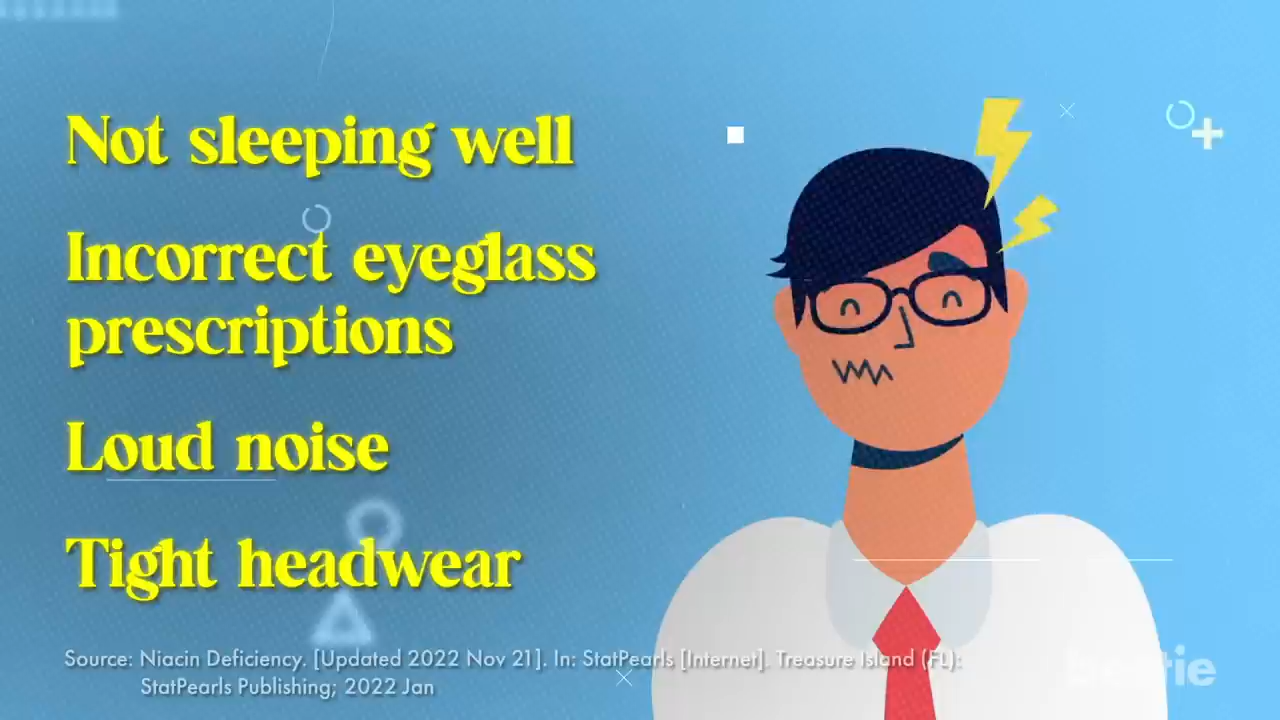 Not sleeping well
Incorrect eyeglass
prescriptions
Loud noise
Tight headwear
Source: Niacin Deficiency. [Updated 2022 Nov 21]. In: StatPearls [Internet]. Treasure Island (FL):
StatPearls Publishing; 2022 Jan